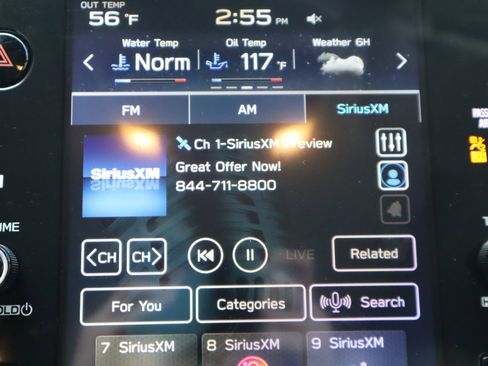 OUT TEMP
56 °F
2:55 PM
Water Temp
Norm
Oil Temp
117 °F
Weather 6H
FM
AM
SiriusXM
Ch 1-SiriusXM Preview
Great Offer Now!
844-711-8800
SiriusXM
<CH
CH>
LIVE
Related
For You
Categories
Search
7 SiriusXM
8 SiriusXM
9 SiriusXM